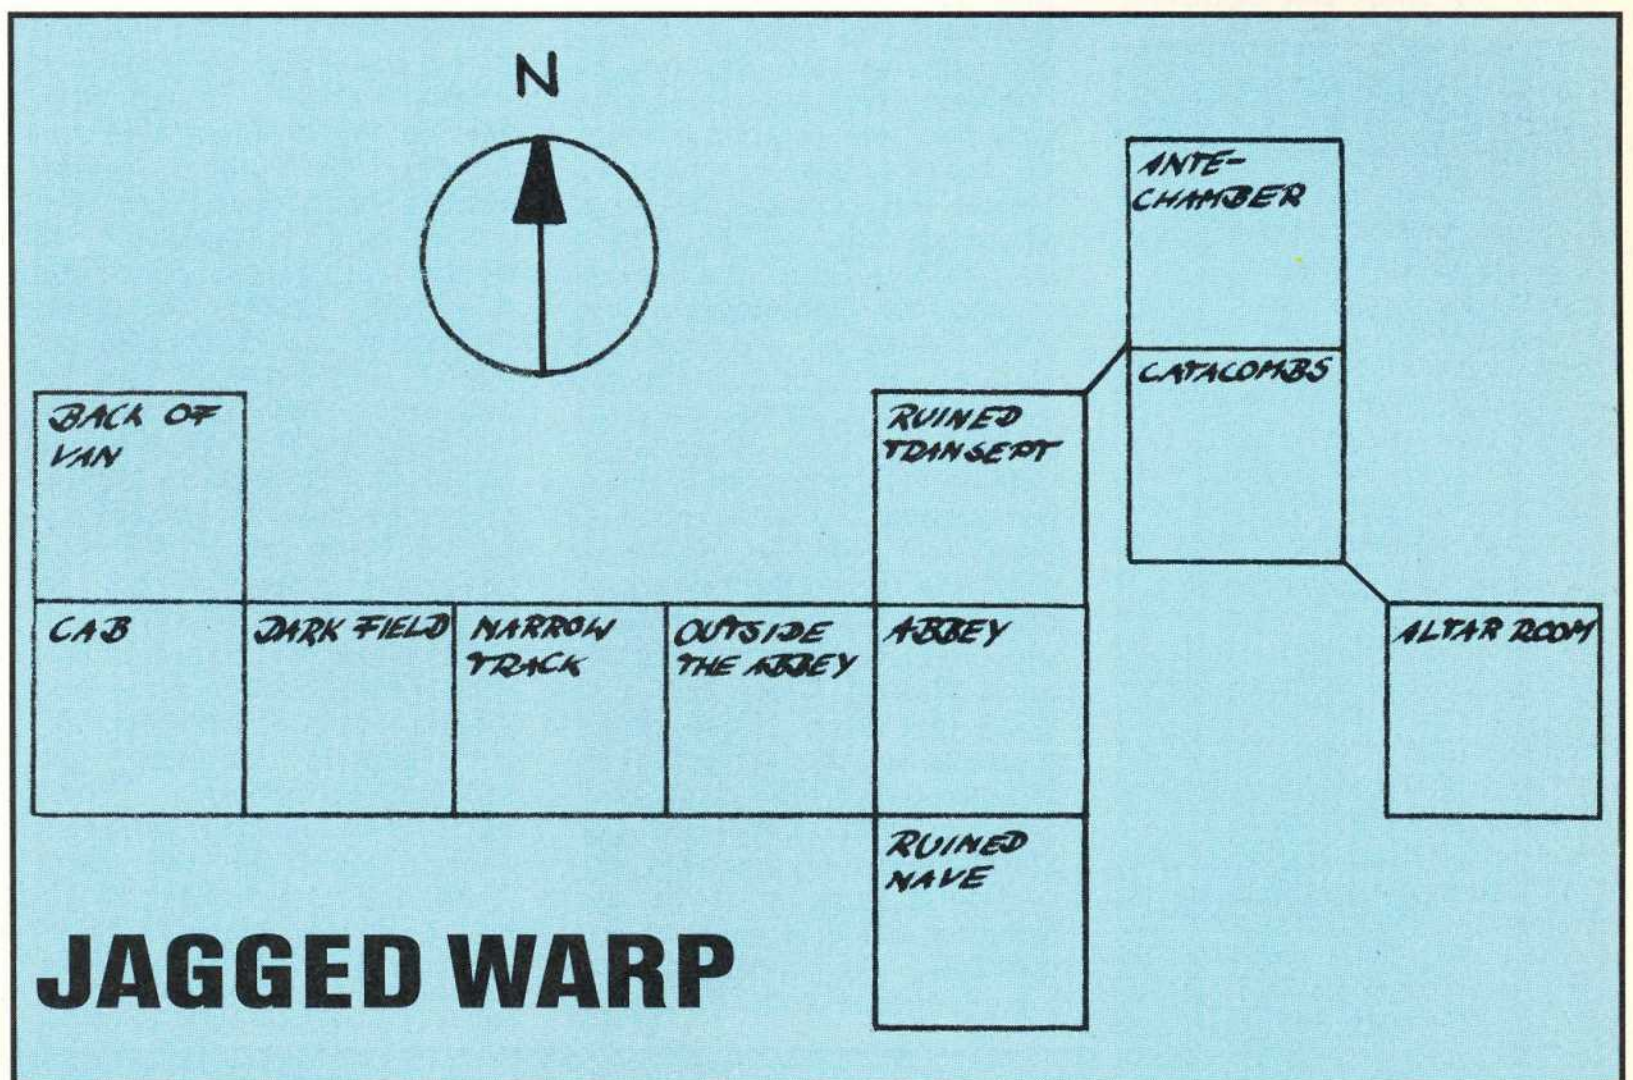 N
ANTE-
CHAMBER
CATACOMBS
BACK OF
VAN
RUINED
TRANSEPT
CAB
DARK FIELD
NARROW
TRACK
OUTSIDE
THE ABBEY
ABBEY
ALTAR ROOM
RUINED
NAVE
JAGGED WARP